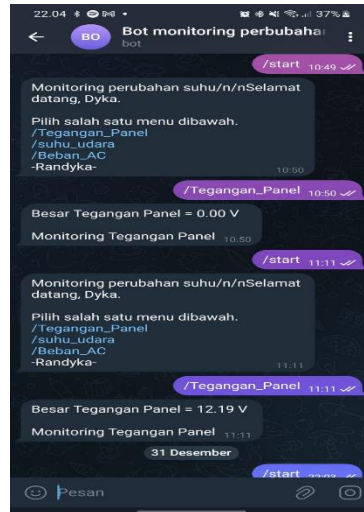 22.04
37%
BO
Bot monitoring perbubaha
bot
/start 10:49
Monitoring perubahan suhu/n/nSelamat
datang, Dyka.
Pilih salah satu menu dibawah.
/Tegangan_Panel
/suhu_udara
/Beban_AC
-Randyka-
10:50
/Tegangan_Panel 10:50
Besar Tegangan Panel = 0.00 V
Monitoring Tegangan Panel 10:50
/start 11:11
Monitoring perubahan suhu/n/nSelamat
datang, Dyka.
Pilih salah satu menu dibawah.
/Tegangan_Panel
/suhu_udara
/Beban_AC
-Randyka-
11:11
/Tegangan_Panel 11:11
Besar Tegangan Panel = 12.19 V
Monitoring Tegangan Panel 11:11
31 Desember
/start 22:03
Pesan